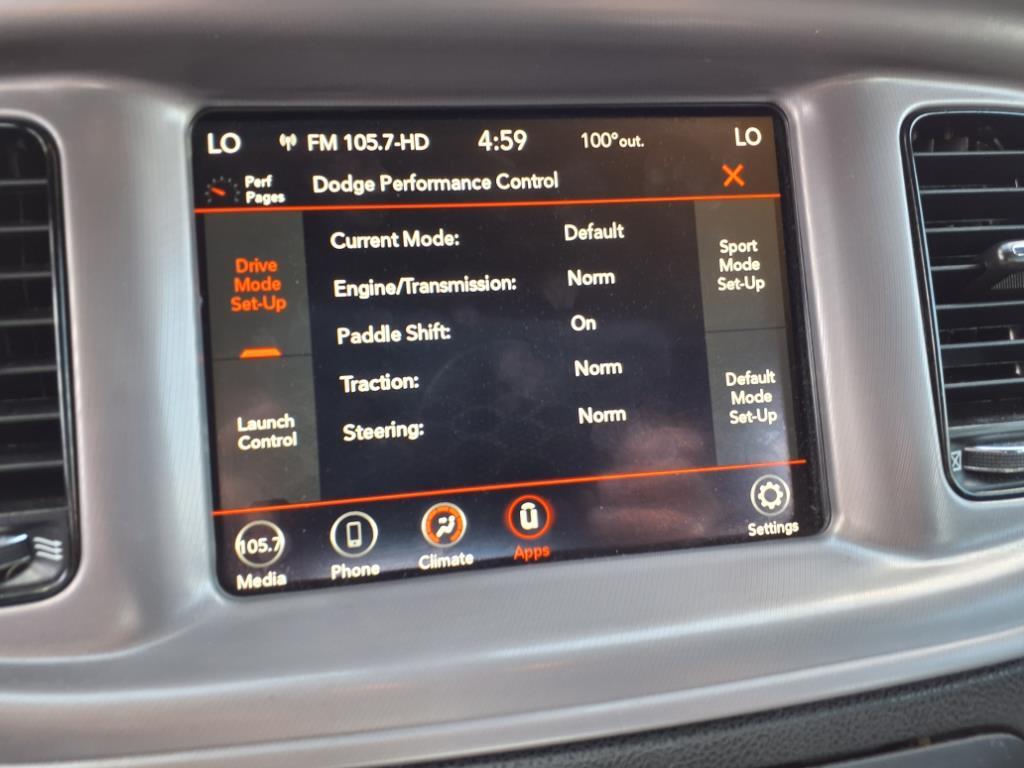 LO FM 105.7-HD 4:59 100° out. LO
Perf
Pages
Dodge Performance Control
Drive
Mode
Set-Up
Launch
Control
Current Mode: Default
Engine/Transmission: Norm
Paddle Shift: On
Traction: Norm
Steering: Norm
Sport
Mode
Set-Up
Default
Mode
Set-Up
105.7
Media
Phone
Climate
Apps
Settings